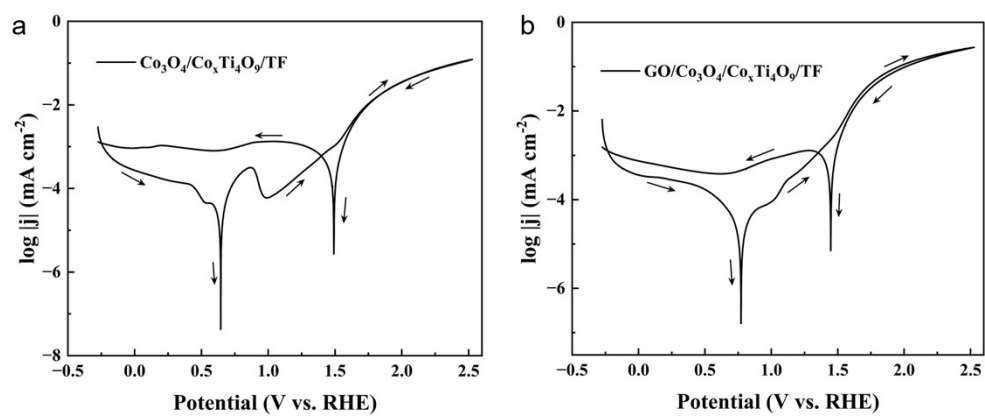 a
Co₃O₄/CoₓTi₄O₉/TF
log |j| (mA cm⁻²)
0
−2
−4
−6
−8
−0.5 0.0 0.5 1.0 1.5 2.0 2.5
Potential (V vs. RHE)
b
GO/Co₃O₄/CoₓTi₄O₉/TF
log |j| (mA cm⁻²)
0
−2
−4
−6
−0.5 0.0 0.5 1.0 1.5 2.0 2.5
Potential (V vs. RHE)